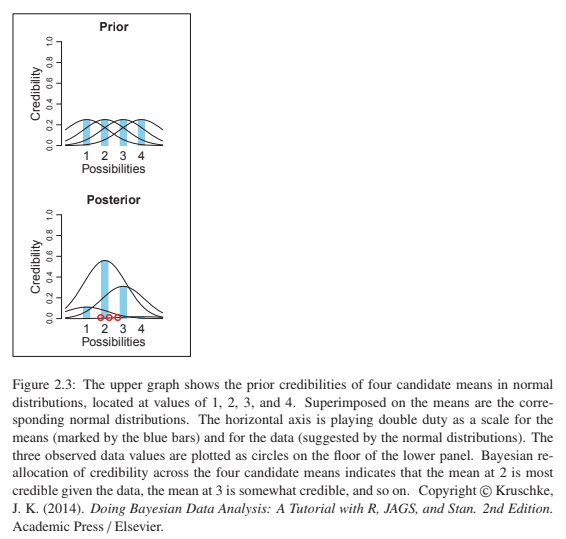 Prior
Credibility
0.0 0.2 0.4 0.6 0.8 1.0
1 2 3 4
Possibilities
Posterior
Credibility
0.0 0.2 0.4 0.6 0.8 1.0
1 2 3 4
Possibilities
Figure 2.3: The upper graph shows the prior credibilities of four candidate means in normal
distributions, located at values of 1, 2, 3, and 4. Superimposed on the means are the corre-
sponding normal distributions. The horizontal axis is playing double duty as a scale for the
means (marked by the blue bars) and for the data (suggested by the normal distributions). The
three observed data values are plotted as circles on the floor of the lower panel. Bayesian re-
allocation of credibility across the four candidate means indicates that the mean at 2 is most
credible given the data, the mean at 3 is somewhat credible, and so on. Copyright © Kruschke,
J. K. (2014). Doing Bayesian Data Analysis: A Tutorial with R, JAGS, and Stan. 2nd Edition.
Academic Press / Elsevier.